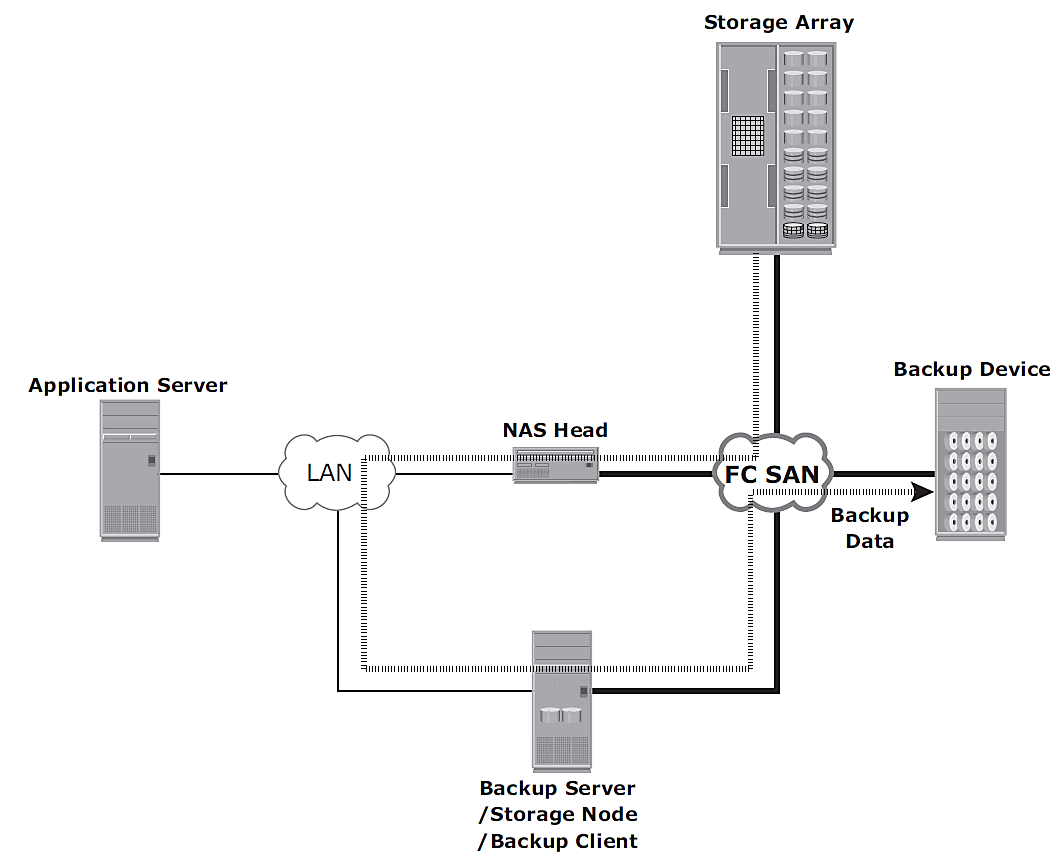 Storage Array
Backup Device
Application Server
NAS Head
LAN
FC SAN
Backup
Data
Backup Server
/Storage Node
/Backup Client